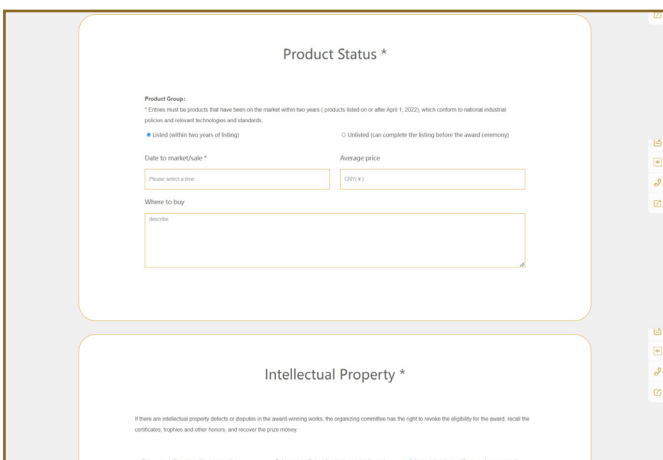 Product Status *
Product Group:
* Entries must be products that have been on the market within two years ( products listed on or after April 1, 2022), which conform to national industrial
policies and relevant technologies and standards.
Listed (within two years of listing)
Unlisted (can complete the listing before the award ceremony)
Date to market/sale *
Average price
Please select a time
CNY( ¥ )
Where to buy
describe
Intellectual Property *
If there are intellectual property defects or disputes in the award-winning works, the organizing committee has the right to revoke the eligibility for the award, recall the
certificates, trophies and other honors, and recover the prize money.